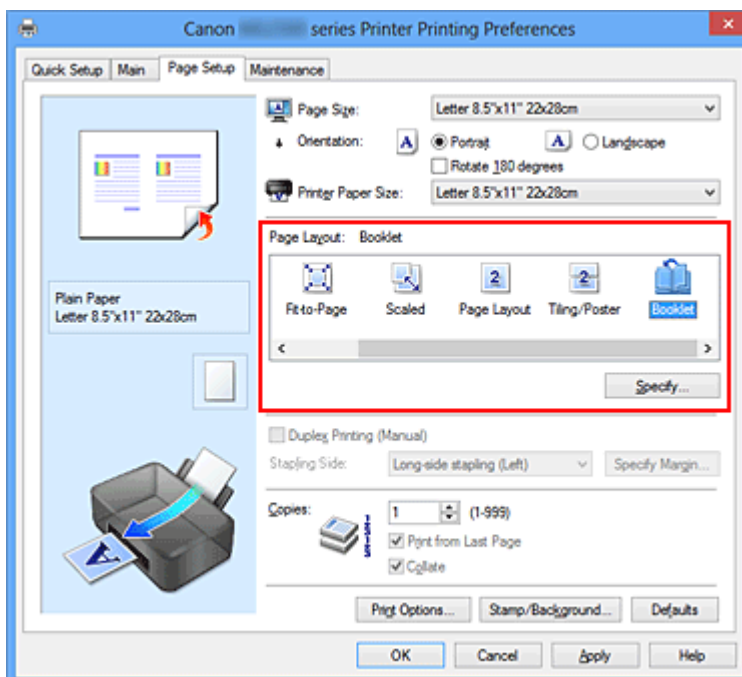 Canon series Printer Printing Preferences
Quick Setup Main Page Setup Maintenance
Page Size: Letter 8.5"x11" 22x28cm
Orientation: A Portrait A Landscape
Rotate 180 degrees
Printer Paper Size: Letter 8.5"x11" 22x28cm
Page Layout: Booklet
Fit-to-Page Scaled Page Layout Tiling/Poster Booklet
Plain Paper
Letter 8.5"x11" 22x28cm
Specify...
Duplex Printing (Manual)
Stapling Side: Long-side stapling (Left) Specify Margin...
Copies: 1 (1-999)
Print from Last Page
Collate
Print Options... Stamp/Background... Defaults
OK Cancel Apply Help